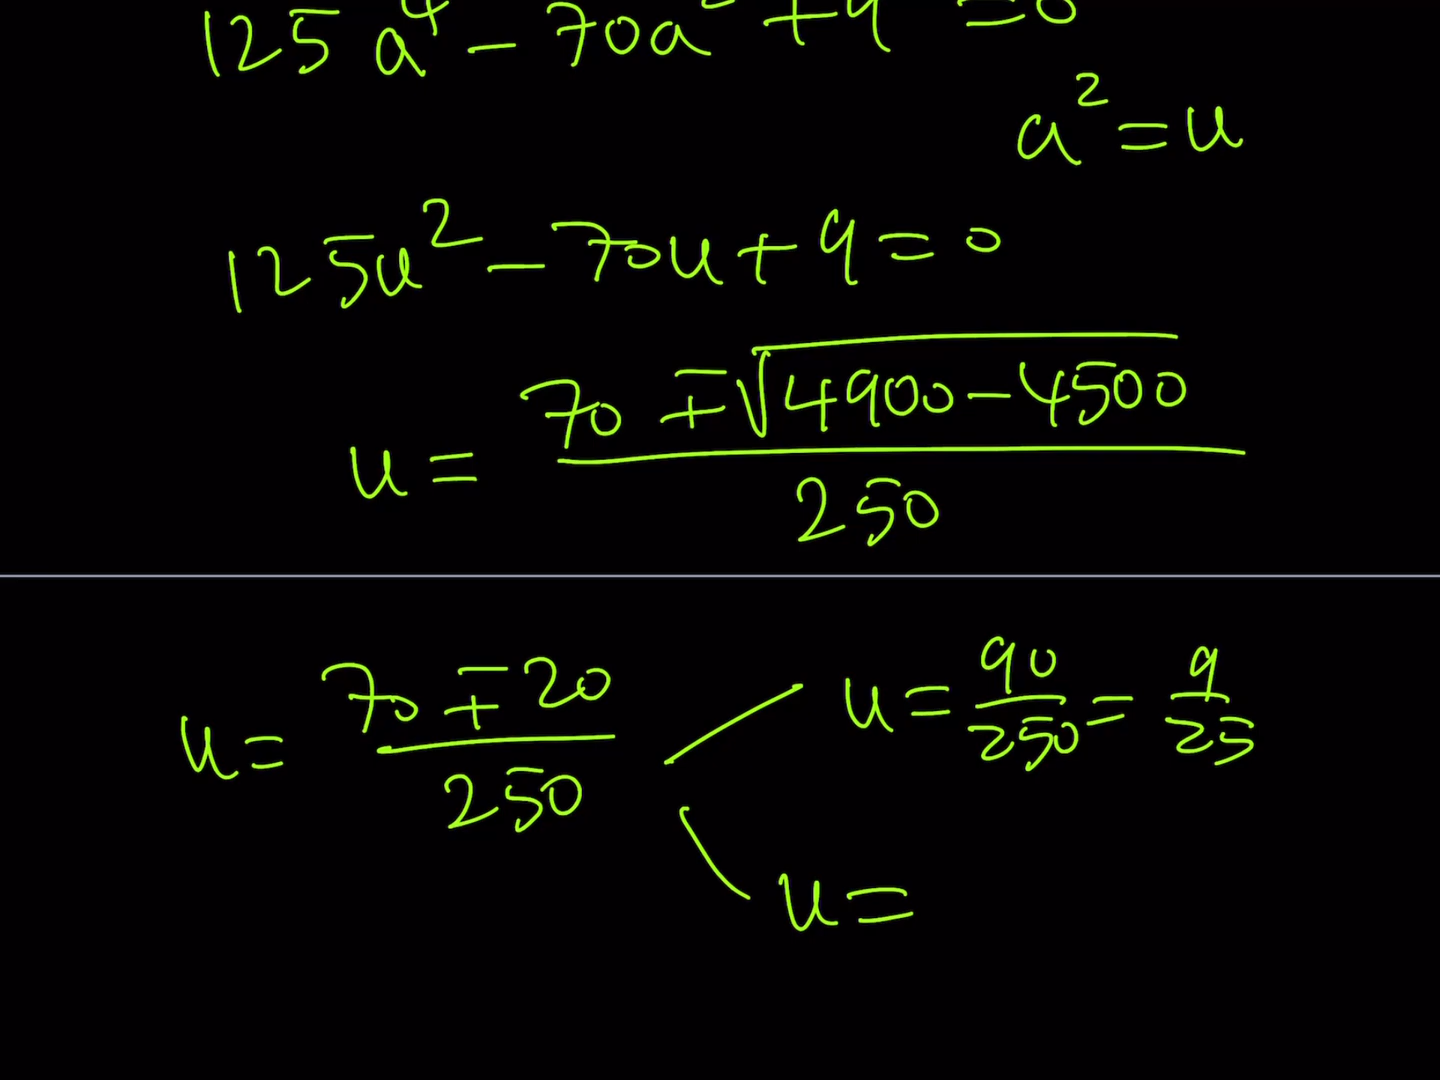 125a⁴ − 70a² + 9 = 0
a² = u
125u² − 70u + 9 = 0
u = (70 ∓ √(4900 − 4500)) / 250
u = (70 ∓ 20) / 250
u = 90/250 = 9/25
u =